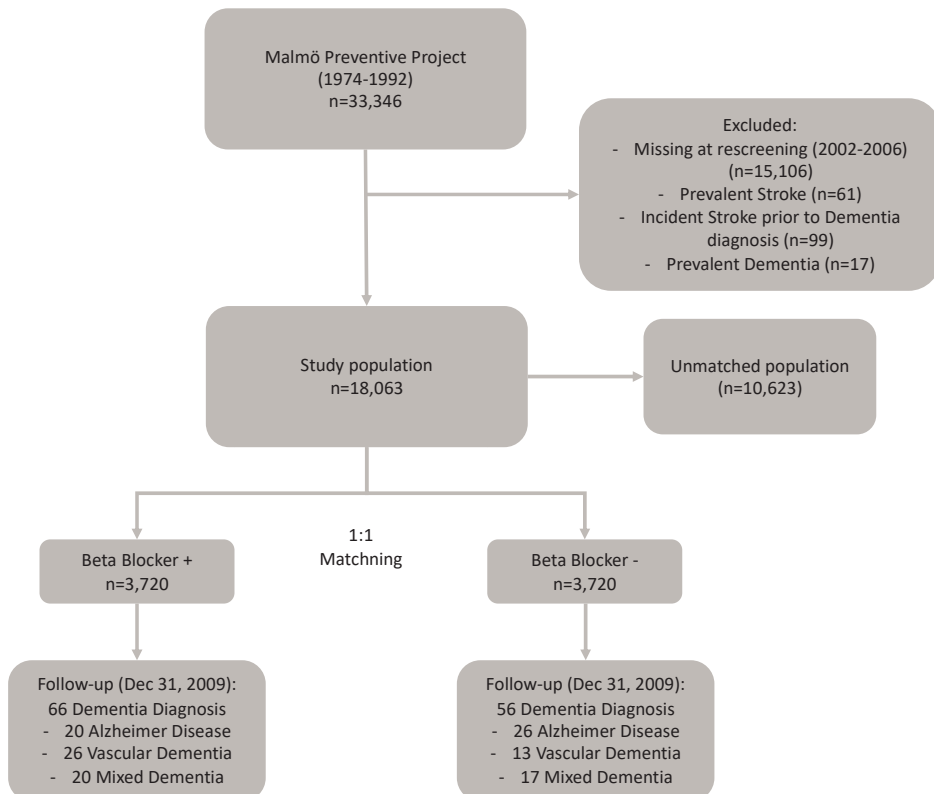 Malmö Preventive Project
(1974-1992)
n=33,346
Excluded:
- Missing at rescreening (2002-2006)
(n=15,106)
- Prevalent Stroke (n=61)
- Incident Stroke prior to Dementia
diagnosis (n=99)
- Prevalent Dementia (n=17)
Study population
n=18,063
Unmatched population
(n=10,623)
1:1
Matchning
Beta Blocker +
n=3,720
Beta Blocker -
n=3,720
Follow-up (Dec 31, 2009):
66 Dementia Diagnosis
- 20 Alzheimer Disease
- 26 Vascular Dementia
- 20 Mixed Dementia
Follow-up (Dec 31, 2009):
56 Dementia Diagnosis
- 26 Alzheimer Disease
- 13 Vascular Dementia
- 17 Mixed Dementia